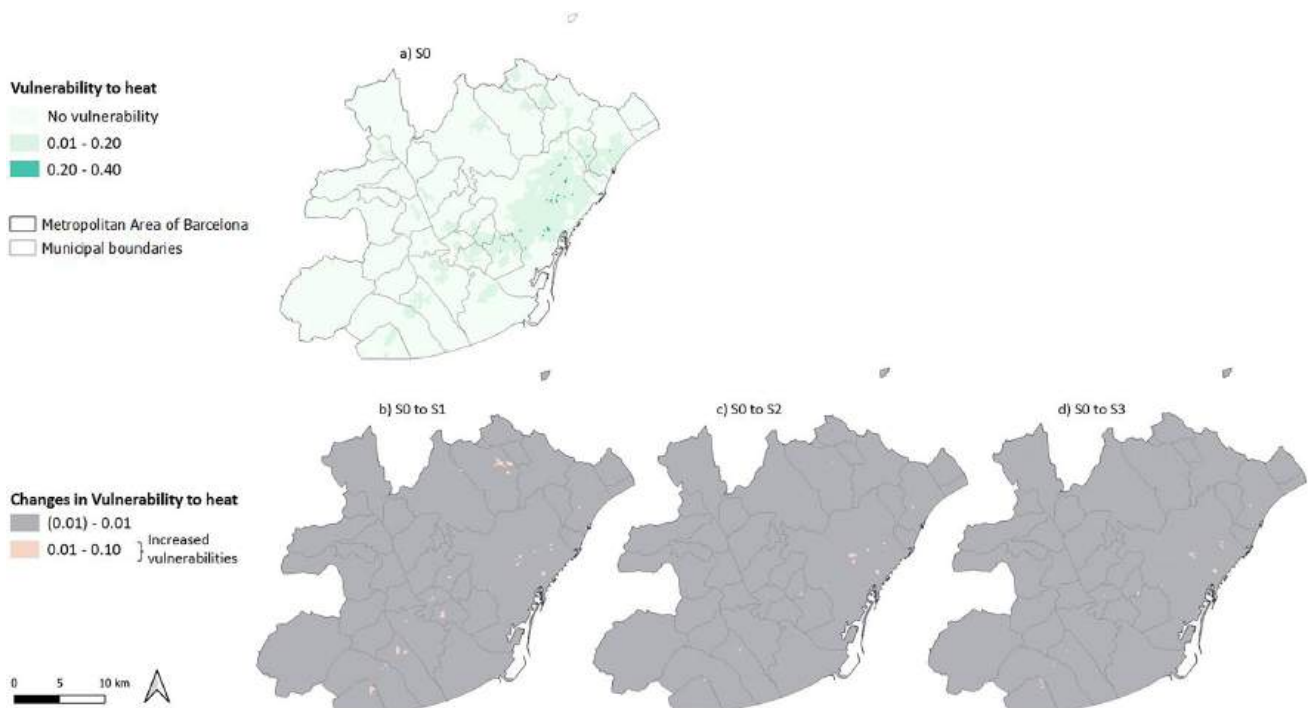 a) S0
Vulnerability to heat
No vulnerability
0.01 - 0.20
0.20 - 0.40
Metropolitan Area of Barcelona
Municipal boundaries
b) S0 to S1
c) S0 to S2
d) S0 to S3
Changes in Vulnerability to heat
(0.01) - 0.01
0.01 - 0.10
Increased
vulnerabilities
0 5 10 km